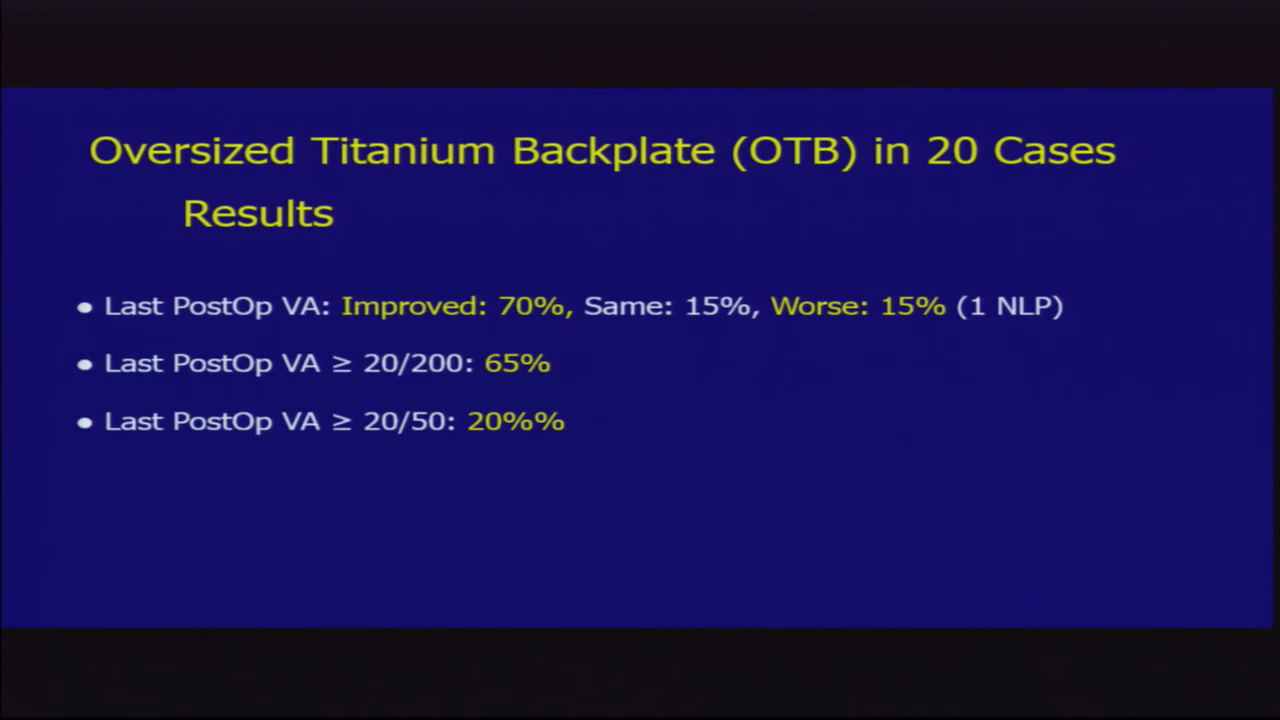 Oversized Titanium Backplate (OTB) in 20 Cases
Results
• Last PostOp VA: Improved: 70%, Same: 15%, Worse: 15% (1 NLP)
• Last PostOp VA ≥ 20/200: 65%
• Last PostOp VA ≥ 20/50: 20%%